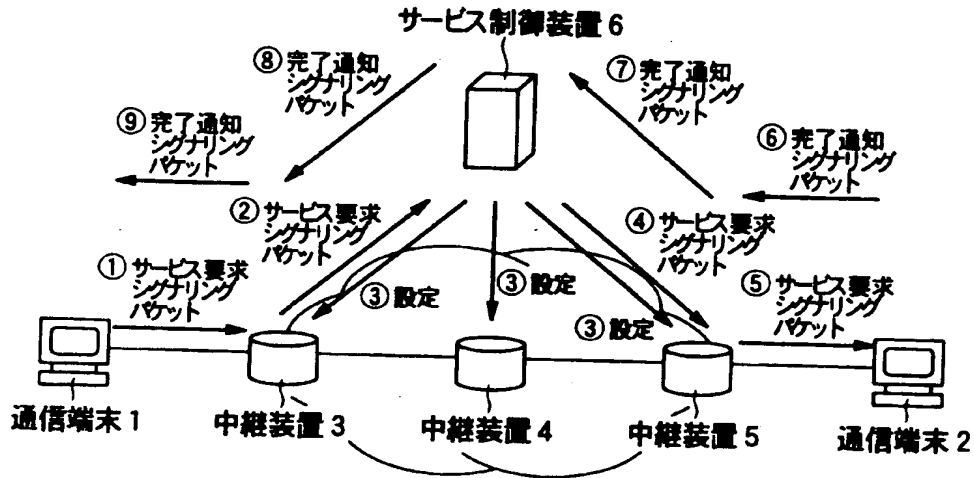 サービス制御装置6
⑧ 完了通知
シグナリング
パケット
⑦ 完了通知
シグナリング
パケット
⑨ 完了通知
シグナリング
パケット
⑥ 完了通知
シグナリング
パケット
② サービス要求
シグナリング
パケット
④ サービス要求
シグナリング
パケット
① サービス要求
シグナリング
パケット
③ 設定
③ 設定
③ 設定
⑤ サービス要求
シグナリング
パケット
通信端末1
中継装置3
中継装置4
中継装置5
通信端末2